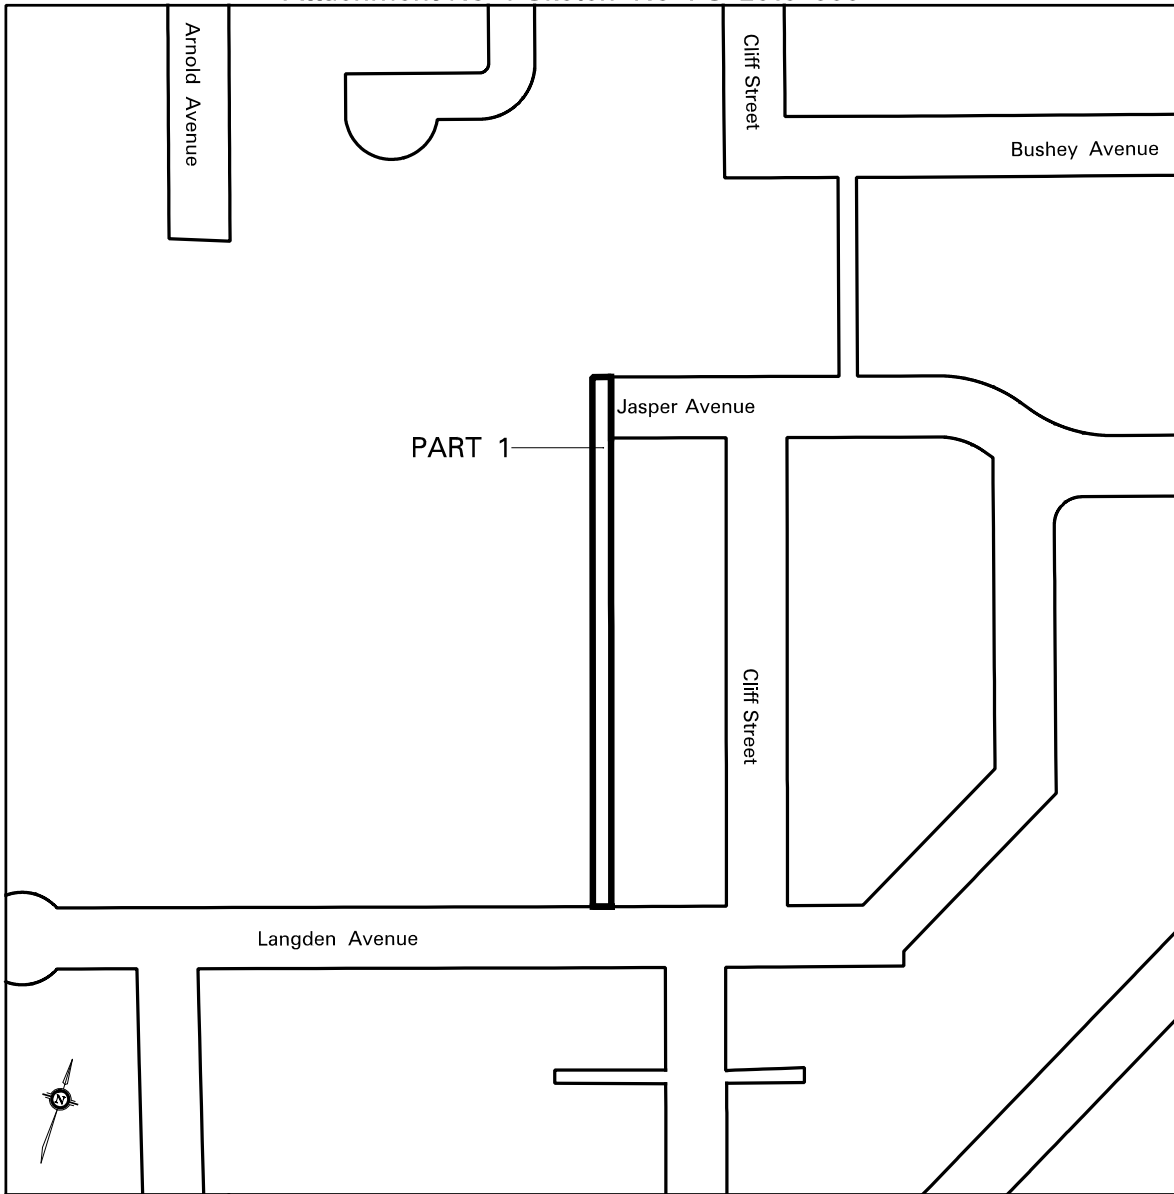 Arnold Avenue
Cliff Street
Bushey Avenue
Jasper Avenue
PART 1
Cliff Street
Langden Avenue
N